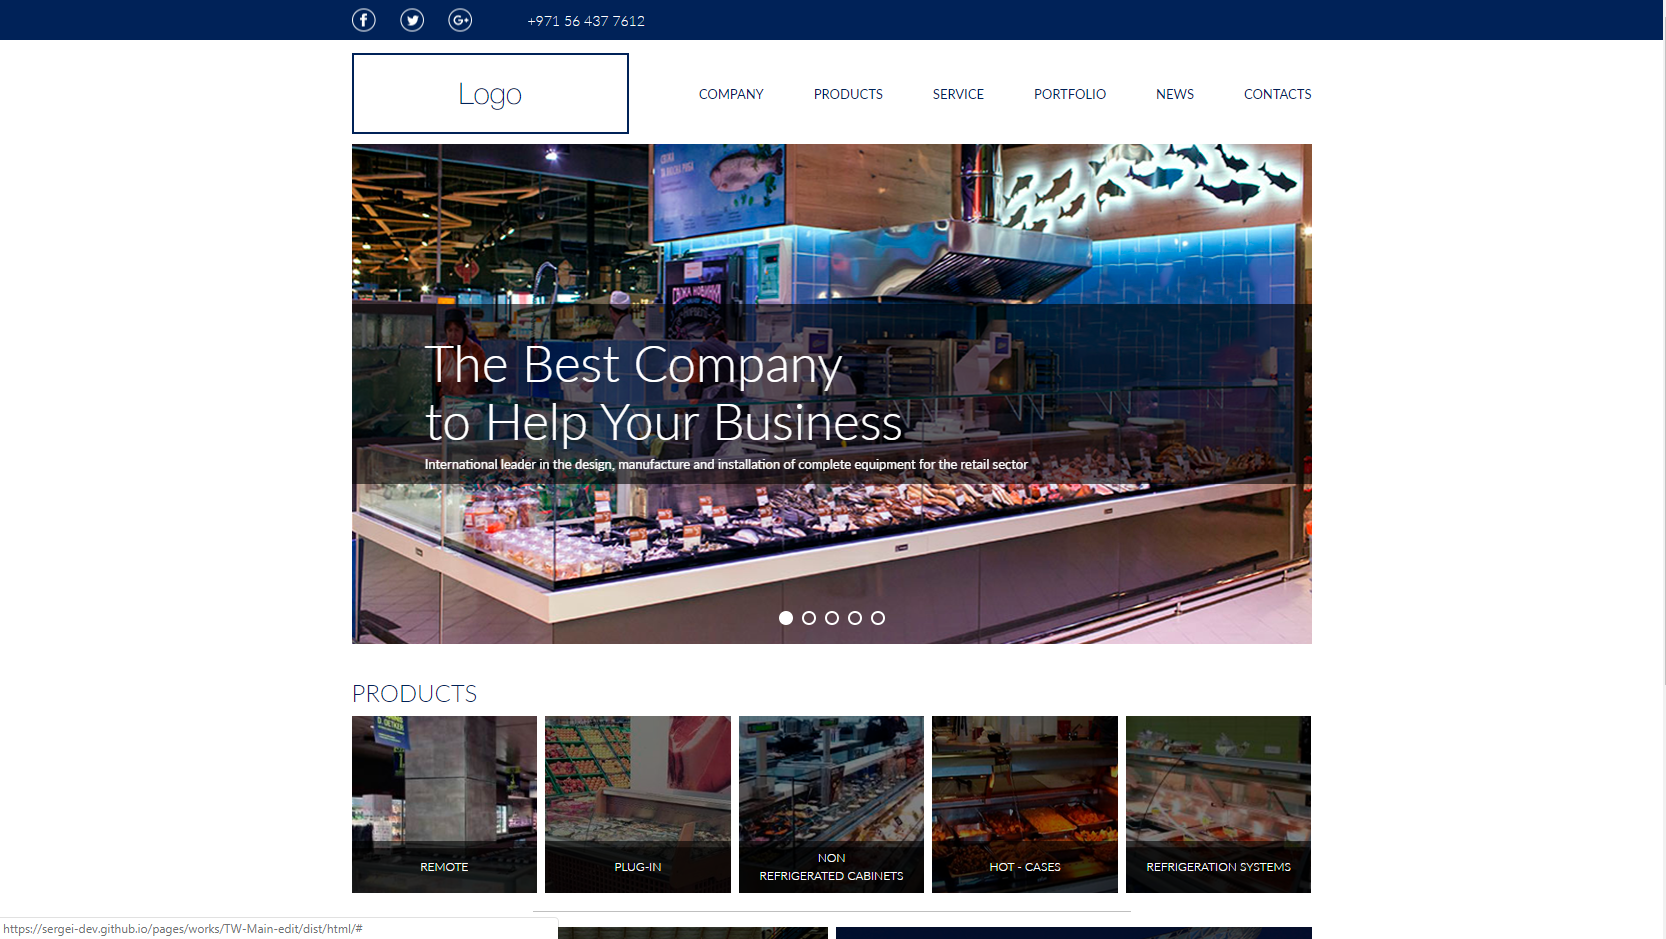 +971 56 437 7612
Logo
COMPANY
PRODUCTS
SERVICE
PORTFOLIO
NEWS
CONTACTS
The Best Company
to Help Your Business
International leader in the design, manufacture and installation of complete equipment for the retail sector
PRODUCTS
REMOTE
PLUG-IN
NON
REFRIGERATED CABINETS
HOT - CASES
REFRIGERATION SYSTEMS
https://sergei-dev.github.io/pages/works/TW-Main-edit/dist/html/#